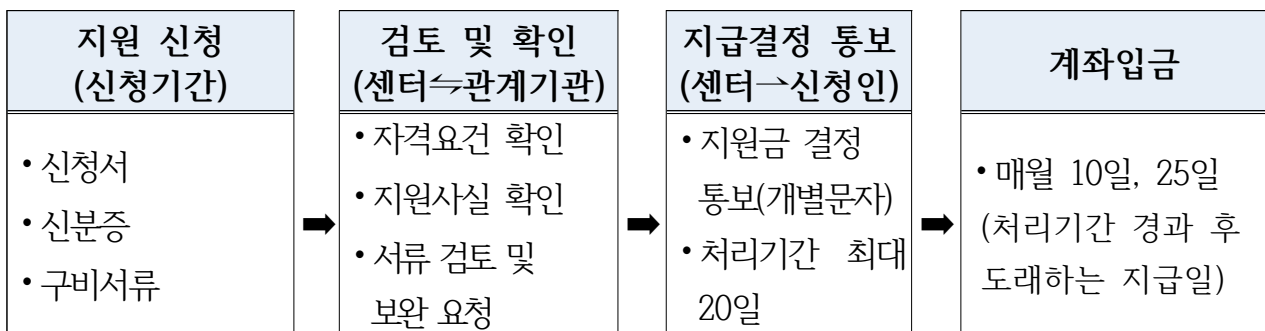 지원 신청
(신청기간)
• 신청서
• 신분증
• 구비서류
➡
검토 및 확인
(센터⇋관계기관)
• 자격요건 확인
• 지원사실 확인
• 서류 검토 및
보완 요청
➡
지급결정 통보
(센터→신청인)
• 지원금 결정
통보(개별문자)
• 처리기간 최대
20일
➡
계좌입금
• 매월 10일, 25일
(처리기간 경과 후
도래하는 지급일)